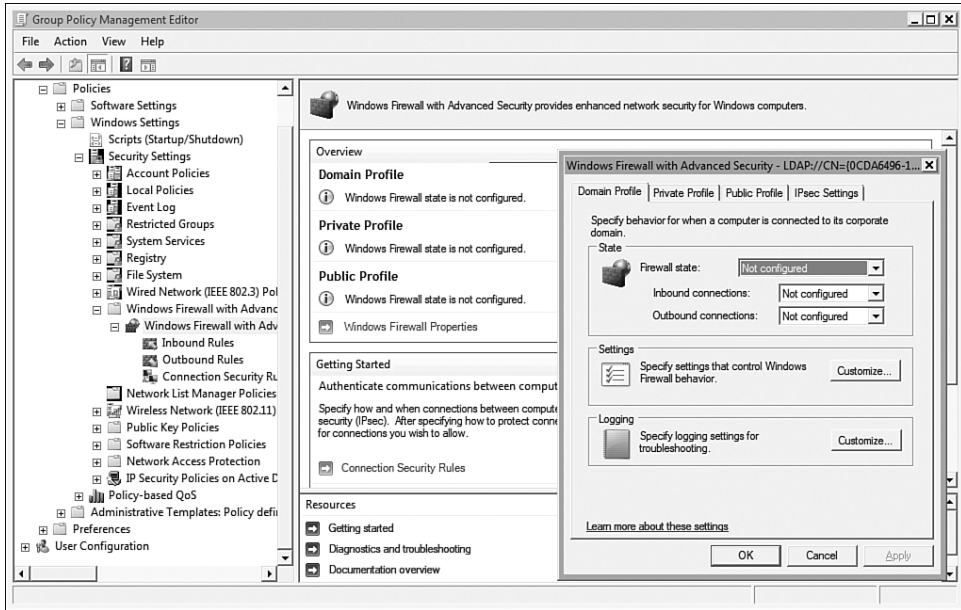 Group Policy Management Editor
File Action View Help
Policies
Software Settings
Windows Settings
Scripts (Startup/Shutdown)
Security Settings
Account Policies
Local Policies
Event Log
Restricted Groups
System Services
Registry
File System
Wired Network (IEEE 802.3) Pol
Windows Firewall with Advanc
Windows Firewall with Adv
Inbound Rules
Outbound Rules
Connection Security Ru
Network List Manager Policies
Wireless Network (IEEE 802.11)
Public Key Policies
Software Restriction Policies
Network Access Protection
IP Security Policies on Active D
Policy-based QoS
Administrative Templates: Policy defi
Preferences
User Configuration
Windows Firewall with Advanced Security provides enhanced network security for Windows computers.
Overview
Domain Profile
Windows Firewall state is not configured.
Private Profile
Windows Firewall state is not configured.
Public Profile
Windows Firewall state is not configured.
Windows Firewall Properties
Getting Started
Authenticate communications between comput
Specify how and when connections between compute
security (IPsec). After specifying how to protect conne
for connections you wish to allow.
Connection Security Rules
Resources
Getting started
Diagnostics and troubleshooting
Documentation overview
Windows Firewall with Advanced Security - LDAP://CN={0CDA6496-1...
Domain Profile Private Profile Public Profile IPsec Settings
Specify behavior for when a computer is connected to its corporate
domain.
State
Firewall state: Not configured
Inbound connections: Not configured
Outbound connections: Not configured
Settings
Specify settings that control Windows
Firewall behavior.
Customize...
Logging
Specify logging settings for
troubleshooting.
Customize...
Learn more about these settings
OK Cancel Apply